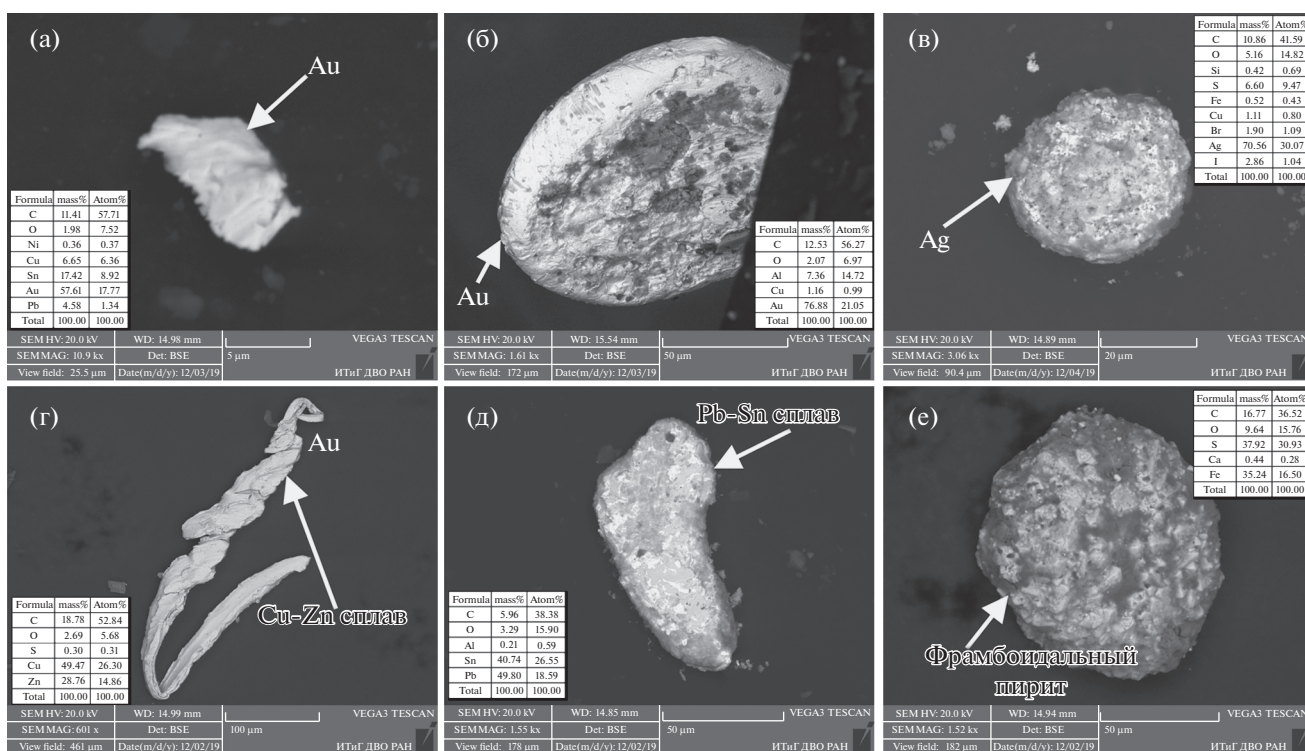 (а)
Au
Formula mass% Atom%
C 11.41 57.71
O 1.98 7.52
Ni 0.36 0.37
Cu 6.65 6.36
Sn 17.42 8.92
Au 57.61 17.77
Pb 4.58 1.34
Total 100.00 100.00
SEM HV: 20.0 kV WD: 14.98 mm VEGA3 TESCAN
SEM MAG: 10.9 kx Det: BSE 5 µm
View field: 25.5 µm Date(m/d/y): 12/03/19 ИТиГ ДВО РАН
(б)
Au
Formula mass% Atom%
C 12.53 56.27
O 2.07 6.97
Al 7.36 14.72
Cu 1.16 0.99
Au 76.88 21.05
Total 100.00 100.00
SEM HV: 20.0 kV WD: 15.54 mm VEGA3 TESCAN
SEM MAG: 1.61 kx Det: BSE 50 µm
View field: 172 µm Date(m/d/y): 12/03/19 ИТиГ ДВО РАН
(в)
Formula mass% Atom%
C 10.86 41.59
O 5.16 14.82
Si 0.42 0.69
S 6.60 9.47
Fe 0.52 0.43
Cu 1.11 0.80
Br 1.90 1.09
Ag 70.56 30.07
I 2.86 1.04
Total 100.00 100.00
Ag
SEM HV: 20.0 kV WD: 14.89 mm VEGA3 TESCAN
SEM MAG: 3.06 kx Det: BSE 20 µm
View field: 90.4 µm Date(m/d/y): 12/04/19 ИТиГ ДВО РАН
(г)
Au
Cu-Zn сплав
Formula mass% Atom%
C 18.78 52.84
O 2.69 5.68
S 0.30 0.31
Cu 49.47 26.30
Zn 28.76 14.86
Total 100.00 100.00
SEM HV: 20.0 kV WD: 14.99 mm VEGA3 TESCAN
SEM MAG: 601 x Det: BSE 100 µm
View field: 461 µm Date(m/d/y): 12/02/19 ИТиГ ДВО РАН
(д)
Pb-Sn сплав
Formula mass% Atom%
C 5.96 38.38
O 3.29 15.90
Al 0.21 0.59
Sn 40.74 26.55
Pb 49.80 18.59
Total 100.00 100.00
SEM HV: 20.0 kV WD: 14.85 mm VEGA3 TESCAN
SEM MAG: 1.55 kx Det: BSE 50 µm
View field: 178 µm Date(m/d/y): 12/02/19 ИТиГ ДВО РАН
(е)
Formula mass% Atom%
C 16.77 36.52
O 9.64 15.76
S 37.92 30.93
Ca 0.44 0.28
Fe 35.24 16.50
Total 100.00 100.00
Фрамбоидальный
пирит
SEM HV: 20.0 kV WD: 14.94 mm VEGA3 TESCAN
SEM MAG: 1.52 kx Det: BSE 50 µm
View field: 182 µm Date(m/d/y): 12/02/19 ИТиГ ДВО РАН